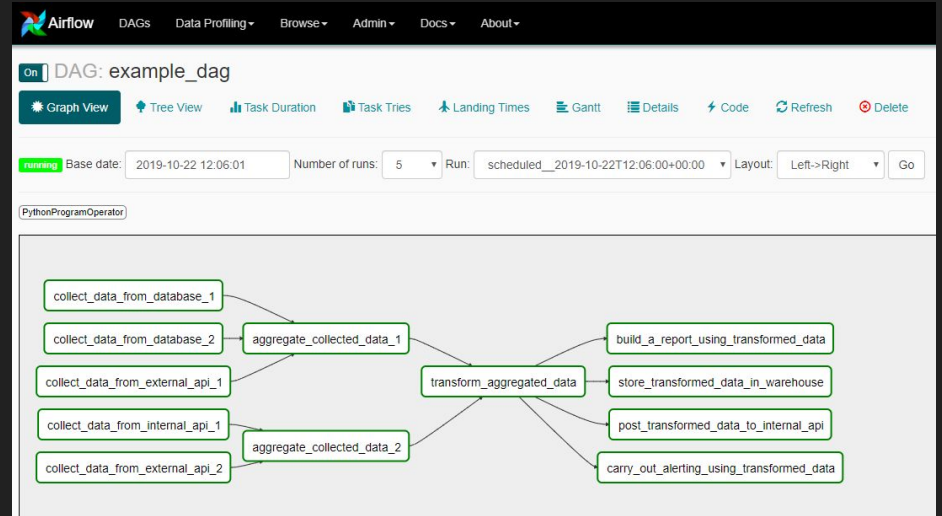 Airflow DAGs Data Profiling Browse Admin Docs About
On DAG: example_dag
Graph View Tree View Task Duration Task Tries Landing Times Gantt Details Code Refresh Delete
running Base date: 2019-10-22 12:06:01 Number of runs: 5 Run: scheduled__2019-10-22T12:06:00+00:00 Layout: Left->Right Go
PythonProgramOperator
collect_data_from_database_1
collect_data_from_database_2 aggregate_collected_data_1 build_a_report_using_transformed_data
collect_data_from_external_api_1 transform_aggregated_data store_transformed_data_in_warehouse
collect_data_from_internal_api_1 post_transformed_data_to_internal_api
aggregate_collected_data_2
collect_data_from_external_api_2 carry_out_alerting_using_transformed_data